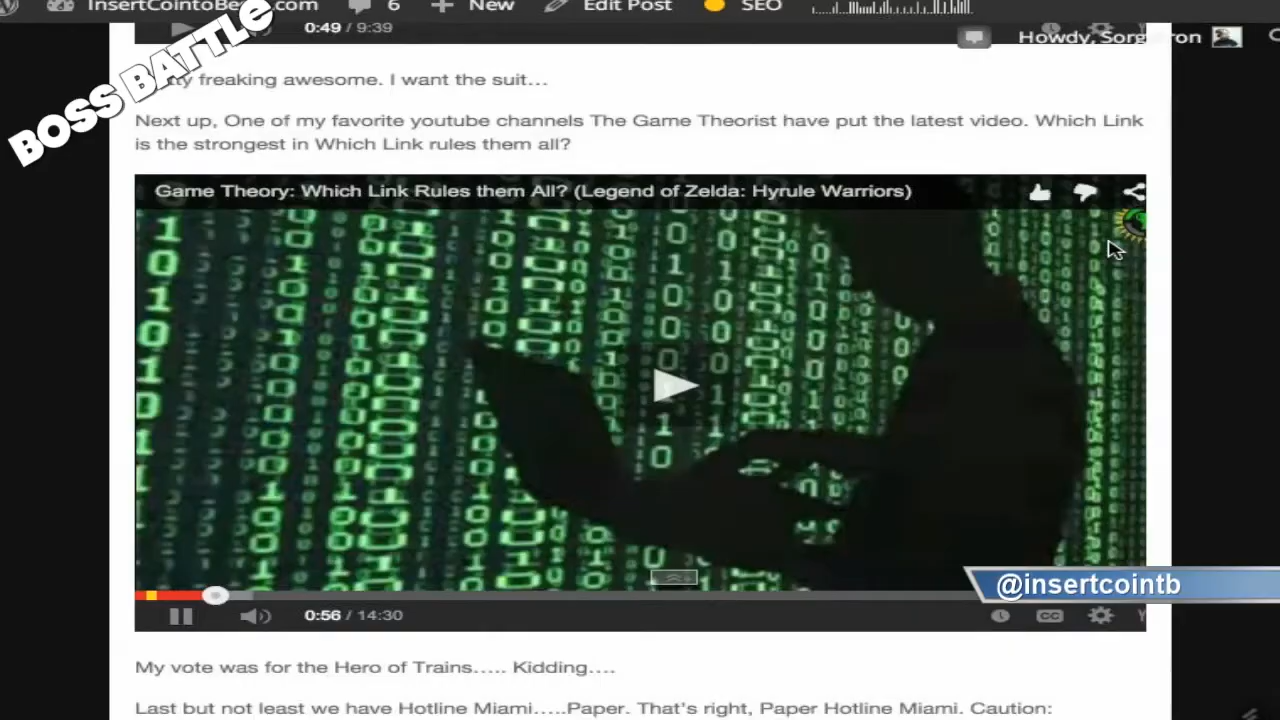 InsertCointoBe
.com
6
New
Edit Post
SEO
BOSS BATTLE
0:49 / 9:39
Howdy, Sorg
ron
freaking awesome. I want the suit…
Next up, One of my favorite youtube channels The Game Theorist have put the latest video. Which Link
is the strongest in Which Link rules them all?
Game Theory: Which Link Rules them All? (Legend of Zelda: Hyrule Warriors)
@insertcointb
0:56 / 14:30
CC
My vote was for the Hero of Trains..... Kidding....
Last but not least we have Hotline Miami.....Paper. That's right, Paper Hotline Miami. Caution: